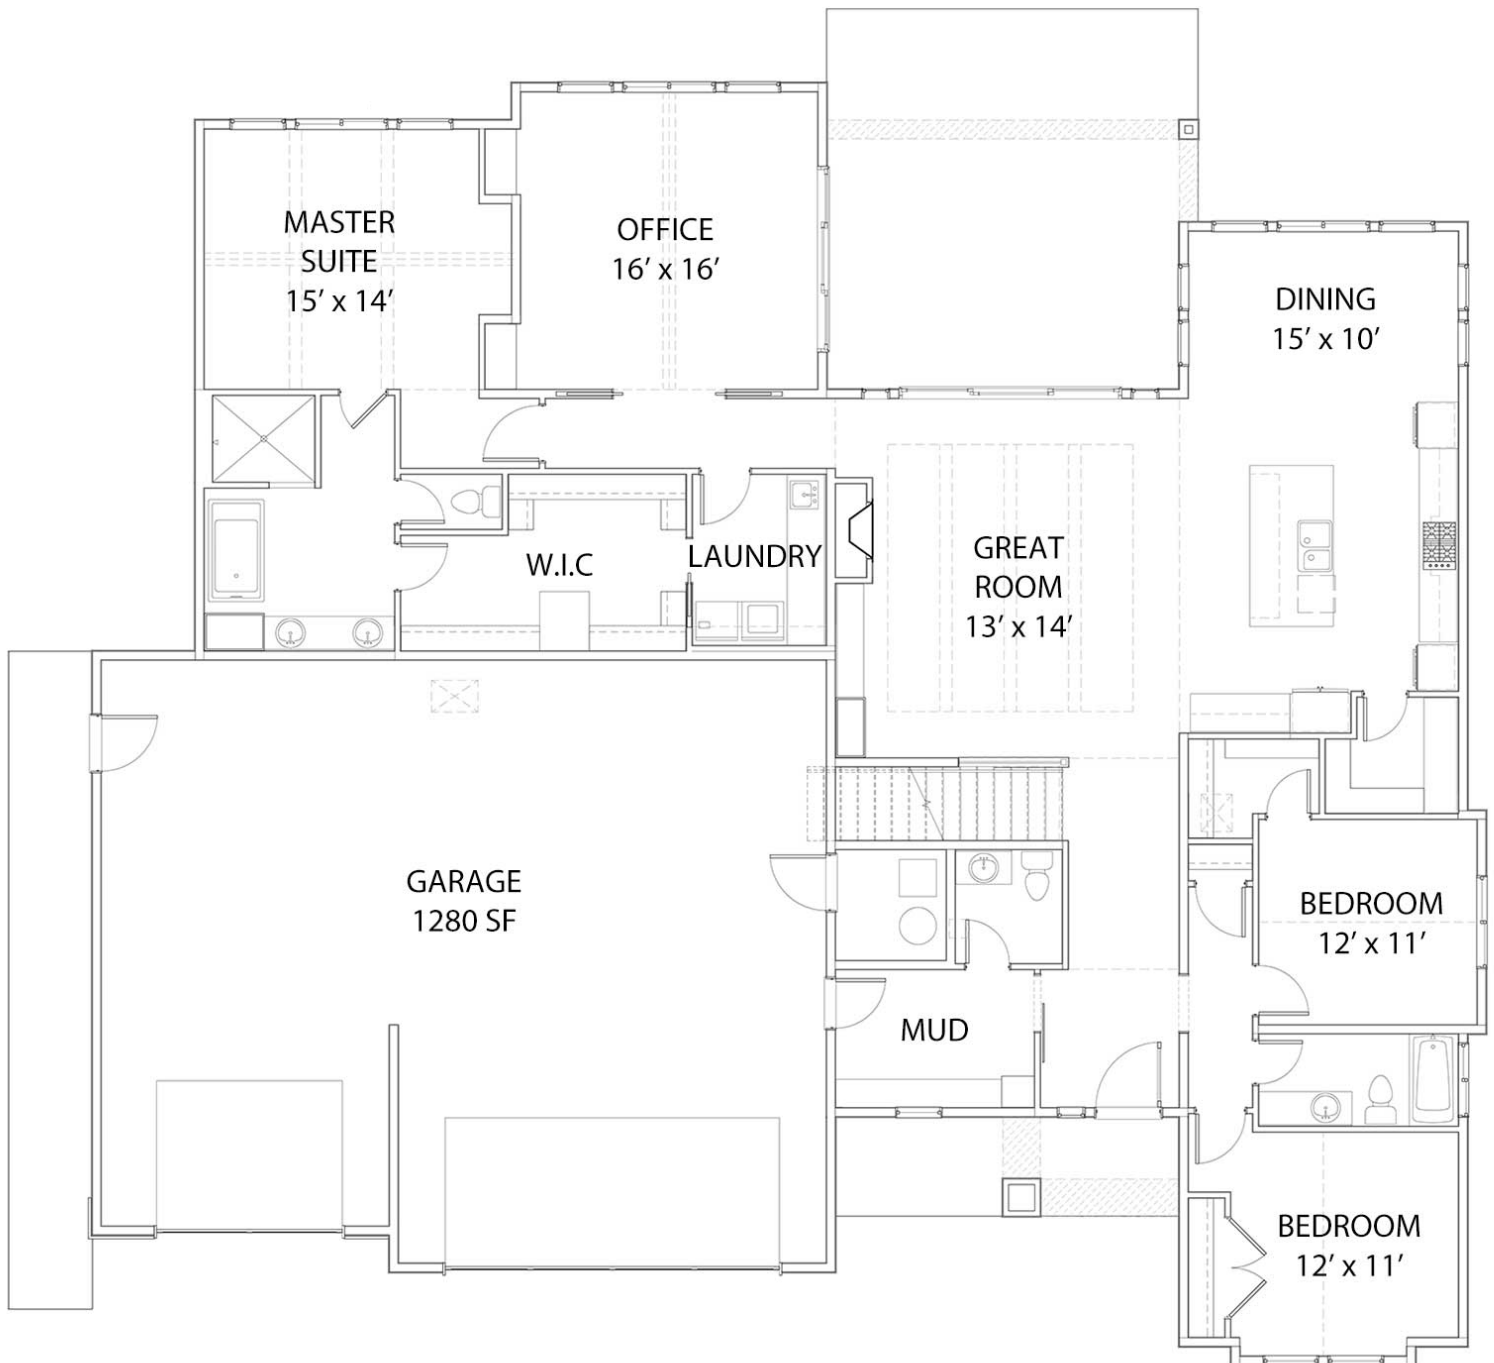 MASTER
SUITE
15’ x 14’
OFFICE
16’ x 16’
DINING
15’ x 10’
W.I.C
LAUNDRY
GREAT
ROOM
13’ x 14’
GARAGE
1280 SF
BEDROOM
12’ x 11’
MUD
BEDROOM
12’ x 11’